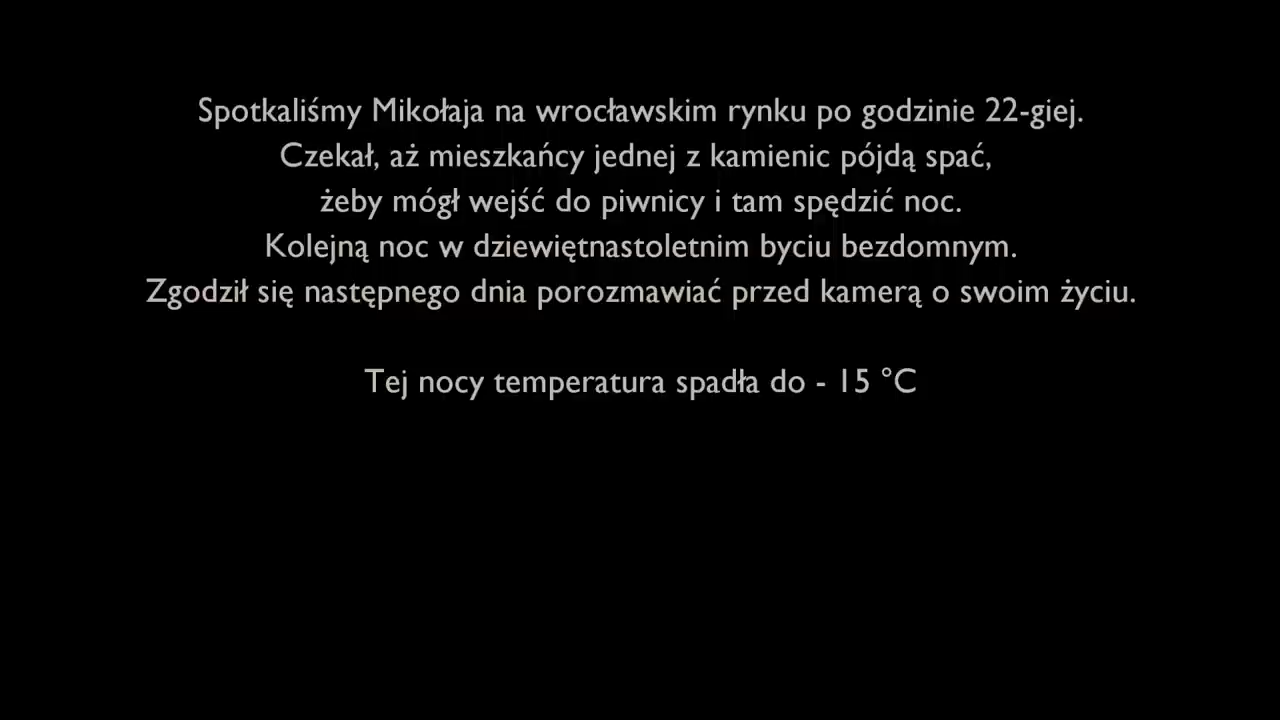 Spotkaliśmy Mikołaja na wrocławskim rynku po godzinie 22-giej.
Czekał, aż mieszkańcy jednej z kamienic pójdą spać,
żeby mógł wejść do piwnicy i tam spędzić noc.
Kolejną noc w dziewiętnastoletnim byciu bezdomnym.
Zgodził się następnego dnia porozmawiać przed kamerą o swoim życiu.
Tej nocy temperatura spadła do - 15 °C